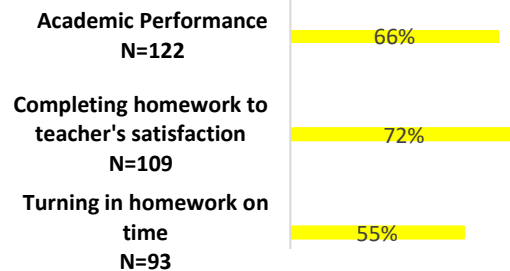 Academic Performance
N=122
66%
Completing homework to
teacher's satisfaction
N=109
72%
Turning in homework on
time
N=93
55%